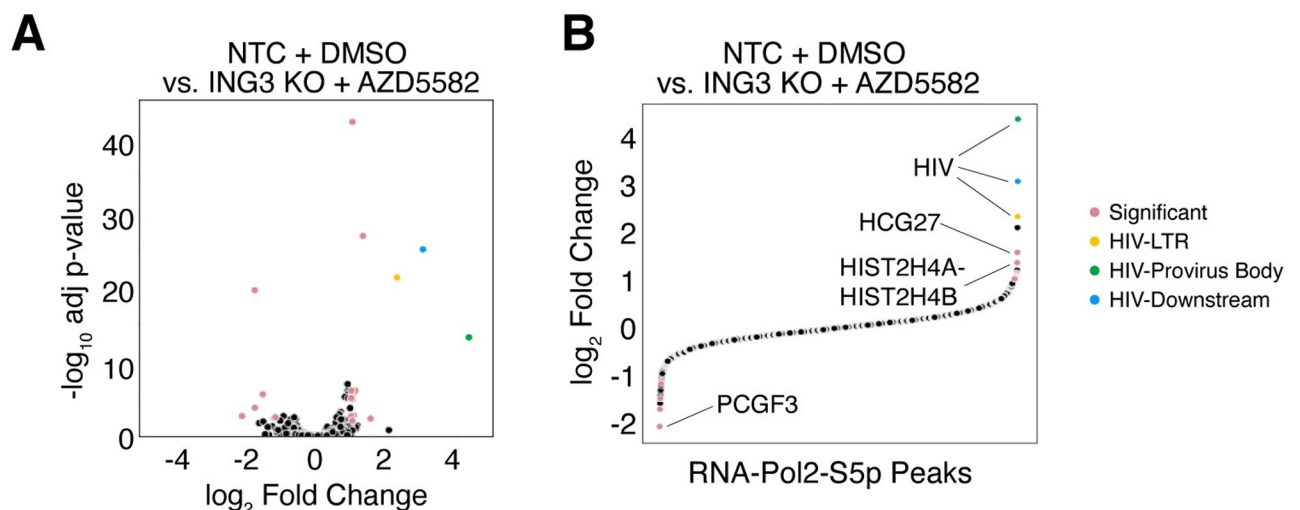 A
NTC + DMSO
vs. ING3 KO + AZD5582
-log10 adj p-value
40
30
20
10
0
-4 -2 0 2 4
log2 Fold Change
B
NTC + DMSO
vs. ING3 KO + AZD5582
log2 Fold Change
4
3
2
1
0
-1
-2
HIV
HCG27
HIST2H4A-
HIST2H4B
PCGF3
RNA-Pol2-S5p Peaks
Significant
HIV-LTR
HIV-Provirus Body
HIV-Downstream